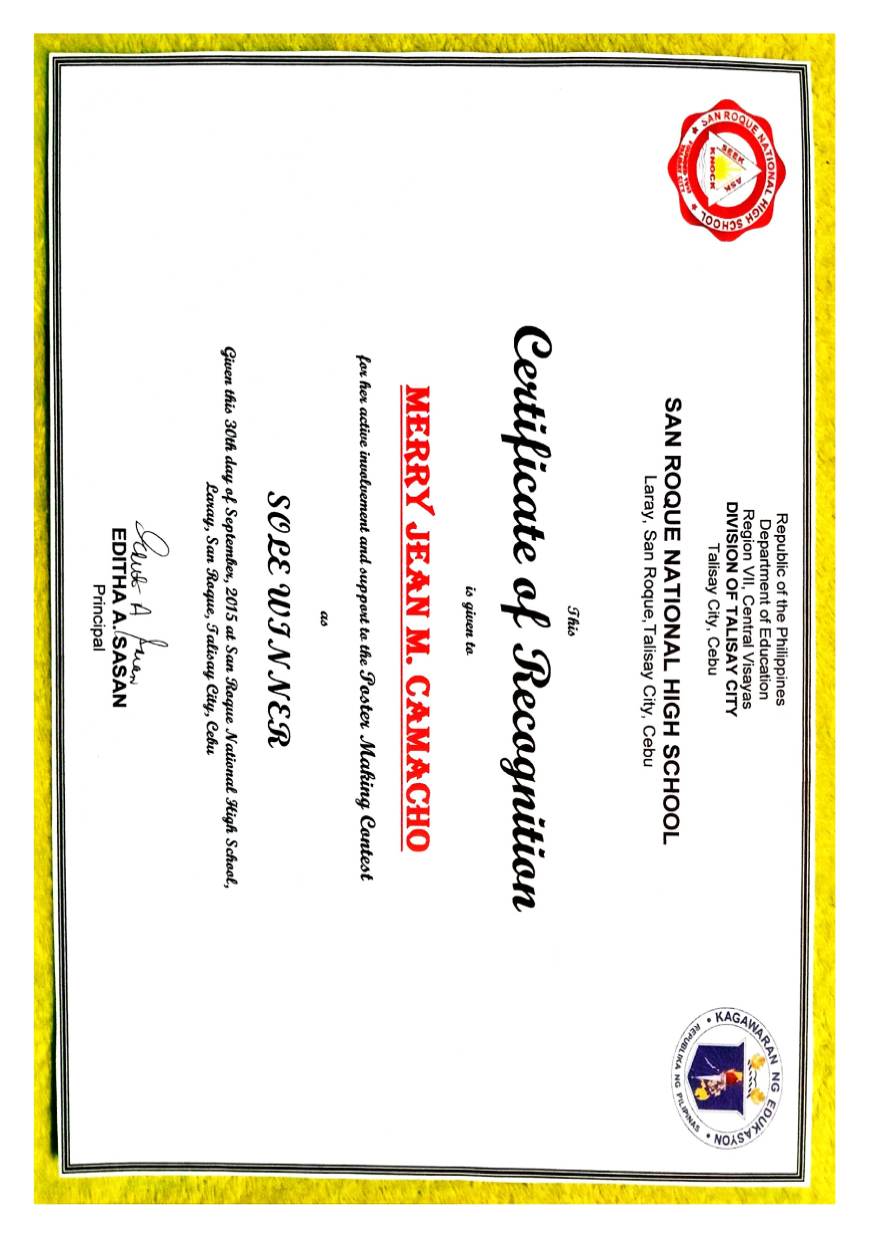 Republic of the Philippines
Department of Education
Region VII, Central Visayas
DIVISION OF TALISAY CITY
Talisay City, Cebu
SAN ROQUE NATIONAL HIGH SCHOOL
Laray, San Roque, Talisay City, Cebu
SAN ROQUE NATIONAL HIGH SCHOOL
SEEK
ASK
KNOCK
TALISAY CITY
KAGAWARAN NG EDUKASYON
REPUBLIKA NG PILIPINAS
This
Certificate of Recognition
is given to
MERRY JEAN M. CAMACHO
for her active involvement and support to the Poster Making Contest
as
SOLE WINNER
Given this 30th day of September, 2015 at San Roque National High School,
Laray, San Roque, Talisay City, Cebu
EDITHA A. SASAN
Principal